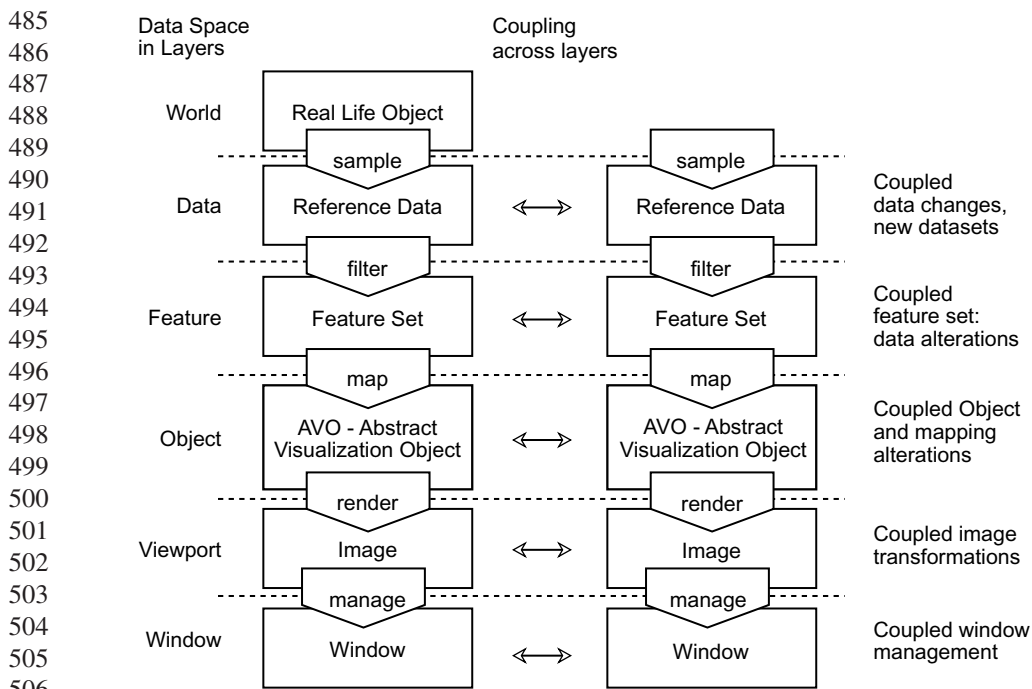 485
486
487
488
489
490
491
492
493
494
495
496
497
498
499
500
501
502
503
504
505
506
Data Space
in Layers
Coupling
across layers
World
Real Life Object
sample
sample
Data
Reference Data
Reference Data
Coupled
data changes,
new datasets
filter
filter
Feature
Feature Set
Feature Set
Coupled
feature set:
data alterations
map
map
Object
AVO - Abstract
Visualization Object
AVO - Abstract
Visualization Object
Coupled Object
and mapping
alterations
render
render
Viewport
Image
Image
Coupled image
transformations
manage
manage
Window
Window
Window
Coupled window
management